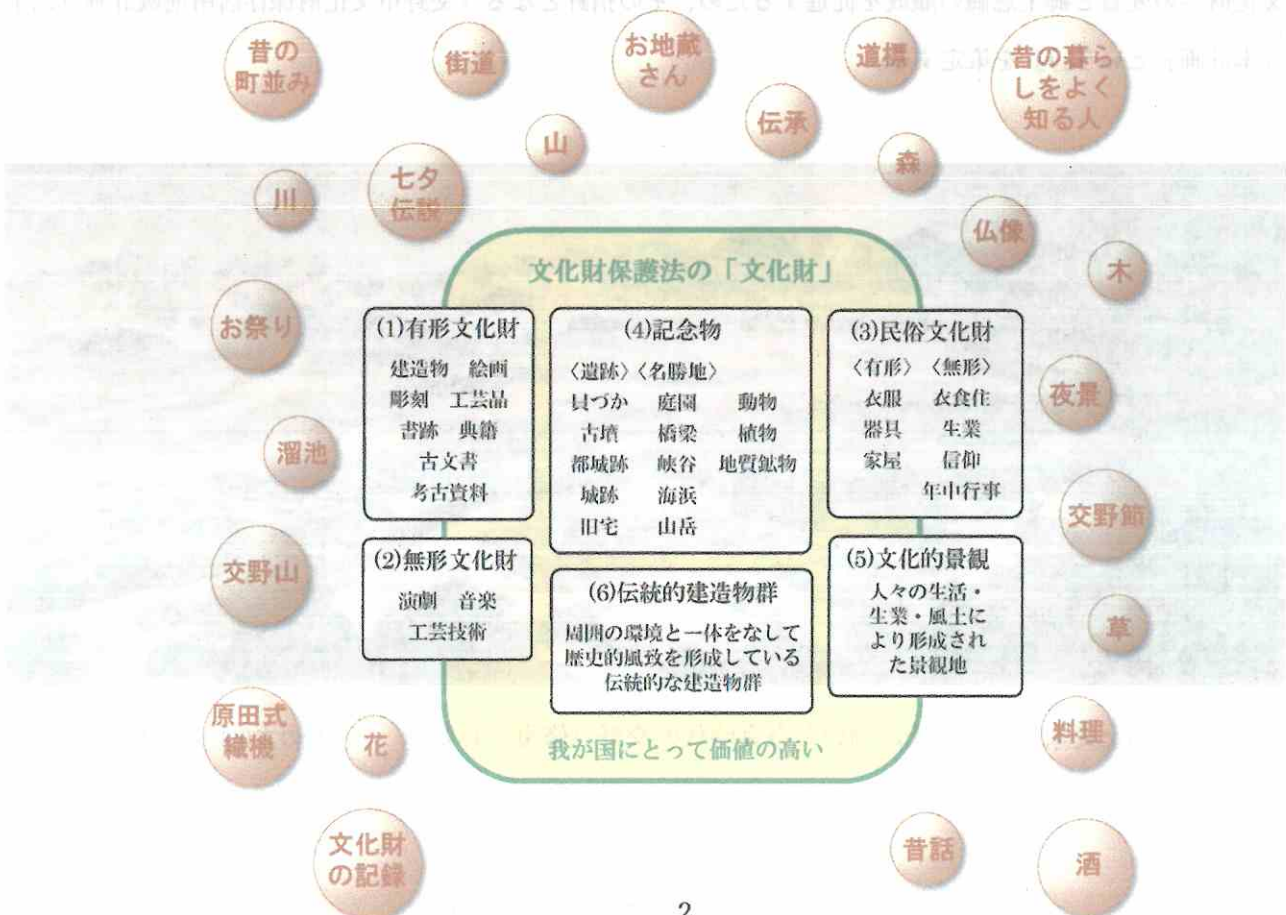 昔の
町並み
街道
お地蔵
さん
道標
昔の暮ら
しをよく
知る人
伝承
山
森
川
七夕
伝説
仏像
木
お祭り
夜景
溜池
交野節
交野山
草
原田式
織機
花
料理
文化財
の記録
昔話
酒
文化財保護法の「文化財」
(1)有形文化財
建造物 絵画
彫刻 工芸品
書跡 典籍
古文書
考古資料
(2)無形文化財
演劇 音楽
工芸技術
(4)記念物
〈遺跡〉〈名勝地〉
貝づか 庭園 動物
古墳 橋梁 植物
都城跡 峡谷 地質鉱物
城跡 海浜
旧宅 山岳
(6)伝統的建造物群
周囲の環境と一体をなして
歴史的風致を形成している
伝統的な建造物群
(3)民俗文化財
〈有形〉〈無形〉
衣服 衣食住
器具 生業
家屋 信仰
年中行事
(5)文化的景観
人々の生活・
生業・風土に
より形成され
た景観地
我が国にとって価値の高い
2